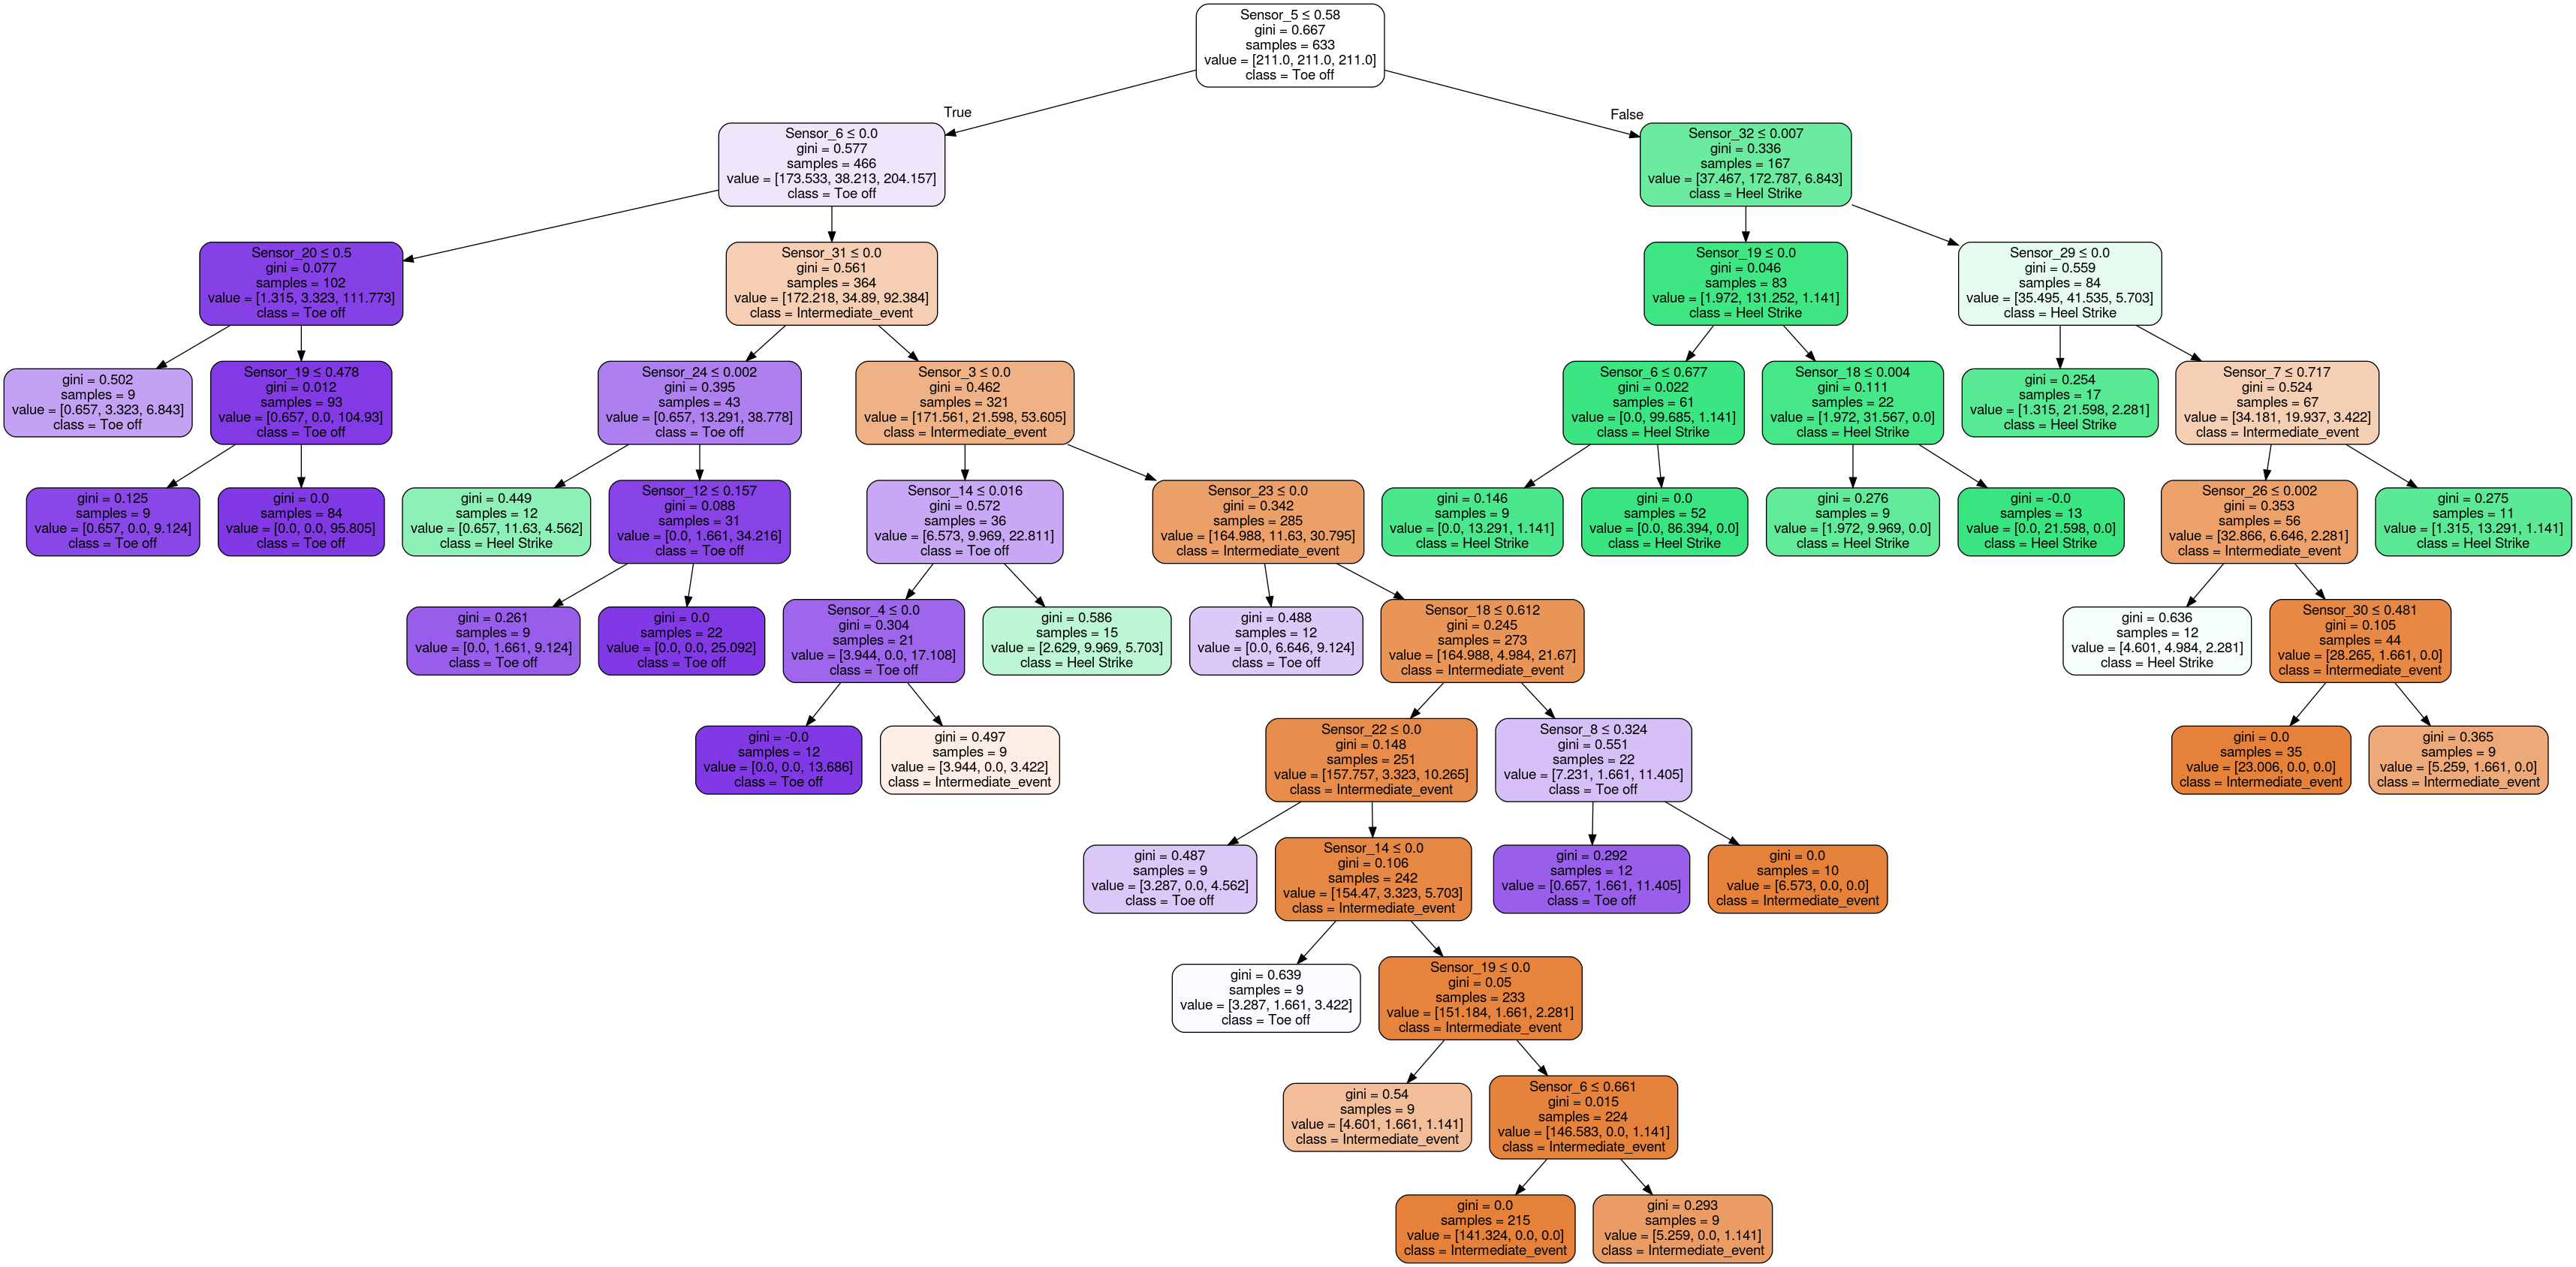 Sensor_5 ≤ 0.58
gini = 0.667
samples = 633
value = [211.0, 211.0, 211.0]
class = Toe off
True
False
Sensor_6 ≤ 0.0
gini = 0.577
samples = 466
value = [173.533, 38.213, 204.157]
class = Toe off
Sensor_32 ≤ 0.007
gini = 0.336
samples = 167
value = [37.467, 172.787, 6.843]
class = Heel Strike
Sensor_20 ≤ 0.5
gini = 0.077
samples = 102
value = [1.315, 3.323, 111.773]
class = Toe off
Sensor_31 ≤ 0.0
gini = 0.561
samples = 364
value = [172.218, 34.89, 92.384]
class = Intermediate_event
Sensor_19 ≤ 0.0
gini = 0.046
samples = 83
value = [1.972, 131.252, 1.141]
class = Heel Strike
Sensor_29 ≤ 0.0
gini = 0.559
samples = 84
value = [35.495, 41.535, 5.703]
class = Heel Strike
gini = 0.502
samples = 9
value = [0.657, 3.323, 6.843]
class = Toe off
Sensor_19 ≤ 0.478
gini = 0.012
samples = 93
value = [0.657, 0.0, 104.93]
class = Toe off
Sensor_24 ≤ 0.002
gini = 0.395
samples = 43
value = [0.657, 13.291, 38.778]
class = Toe off
Sensor_3 ≤ 0.0
gini = 0.462
samples = 321
value = [171.561, 21.598, 53.605]
class = Intermediate_event
Sensor_6 ≤ 0.677
gini = 0.022
samples = 61
value = [0.0, 99.685, 1.141]
class = Heel Strike
Sensor_18 ≤ 0.004
gini = 0.111
samples = 22
value = [1.972, 31.567, 0.0]
class = Heel Strike
gini = 0.254
samples = 17
value = [1.315, 21.598, 2.281]
class = Heel Strike
Sensor_7 ≤ 0.717
gini = 0.524
samples = 67
value = [34.181, 19.937, 3.422]
class = Intermediate_event
gini = 0.125
samples = 9
value = [0.657, 0.0, 9.124]
class = Toe off
gini = 0.0
samples = 84
value = [0.0, 0.0, 95.805]
class = Toe off
gini = 0.449
samples = 12
value = [0.657, 11.63, 4.562]
class = Heel Strike
Sensor_12 ≤ 0.157
gini = 0.088
samples = 31
value = [0.0, 1.661, 34.216]
class = Toe off
Sensor_14 ≤ 0.016
gini = 0.572
samples = 36
value = [6.573, 9.969, 22.811]
class = Toe off
Sensor_23 ≤ 0.0
gini = 0.342
samples = 285
value = [164.988, 11.63, 30.795]
class = Intermediate_event
gini = 0.146
samples = 9
value = [0.0, 13.291, 1.141]
class = Heel Strike
gini = 0.0
samples = 52
value = [0.0, 86.394, 0.0]
class = Heel Strike
gini = 0.276
samples = 9
value = [1.972, 9.969, 0.0]
class = Heel Strike
gini = -0.0
samples = 13
value = [0.0, 21.598, 0.0]
class = Heel Strike
Sensor_26 ≤ 0.002
gini = 0.353
samples = 56
value = [32.866, 6.646, 2.281]
class = Intermediate_event
gini = 0.275
samples = 11
value = [1.315, 13.291, 1.141]
class = Heel Strike
gini = 0.261
samples = 9
value = [0.0, 1.661, 9.124]
class = Toe off
gini = 0.0
samples = 22
value = [0.0, 0.0, 25.092]
class = Toe off
Sensor_4 ≤ 0.0
gini = 0.304
samples = 21
value = [3.944, 0.0, 17.108]
class = Toe off
gini = 0.586
samples = 15
value = [2.629, 9.969, 5.703]
class = Heel Strike
gini = 0.488
samples = 12
value = [0.0, 6.646, 9.124]
class = Toe off
Sensor_18 ≤ 0.612
gini = 0.245
samples = 273
value = [164.988, 4.984, 21.67]
class = Intermediate_event
gini = 0.636
samples = 12
value = [4.601, 4.984, 2.281]
class = Heel Strike
Sensor_30 ≤ 0.481
gini = 0.105
samples = 44
value = [28.265, 1.661, 0.0]
class = Intermediate_event
gini = -0.0
samples = 12
value = [0.0, 0.0, 13.686]
class = Toe off
gini = 0.497
samples = 9
value = [3.944, 0.0, 3.422]
class = Intermediate_event
Sensor_22 ≤ 0.0
gini = 0.148
samples = 251
value = [157.757, 3.323, 10.265]
class = Intermediate_event
Sensor_8 ≤ 0.324
gini = 0.551
samples = 22
value = [7.231, 1.661, 11.405]
class = Toe off
gini = 0.0
samples = 35
value = [23.006, 0.0, 0.0]
class = Intermediate_event
gini = 0.365
samples = 9
value = [5.259, 1.661, 0.0]
class = Intermediate_event
gini = 0.487
samples = 9
value = [3.287, 0.0, 4.562]
class = Toe off
Sensor_14 ≤ 0.0
gini = 0.106
samples = 242
value = [154.47, 3.323, 5.703]
class = Intermediate_event
gini = 0.292
samples = 12
value = [0.657, 1.661, 11.405]
class = Toe off
gini = 0.0
samples = 10
value = [6.573, 0.0, 0.0]
class = Intermediate_event
gini = 0.639
samples = 9
value = [3.287, 1.661, 3.422]
class = Toe off
Sensor_19 ≤ 0.0
gini = 0.05
samples = 233
value = [151.184, 1.661, 2.281]
class = Intermediate_event
gini = 0.54
samples = 9
value = [4.601, 1.661, 1.141]
class = Intermediate_event
Sensor_6 ≤ 0.661
gini = 0.015
samples = 224
value = [146.583, 0.0, 1.141]
class = Intermediate_event
gini = 0.0
samples = 215
value = [141.324, 0.0, 0.0]
class = Intermediate_event
gini = 0.293
samples = 9
value = [5.259, 0.0, 1.141]
class = Intermediate_event